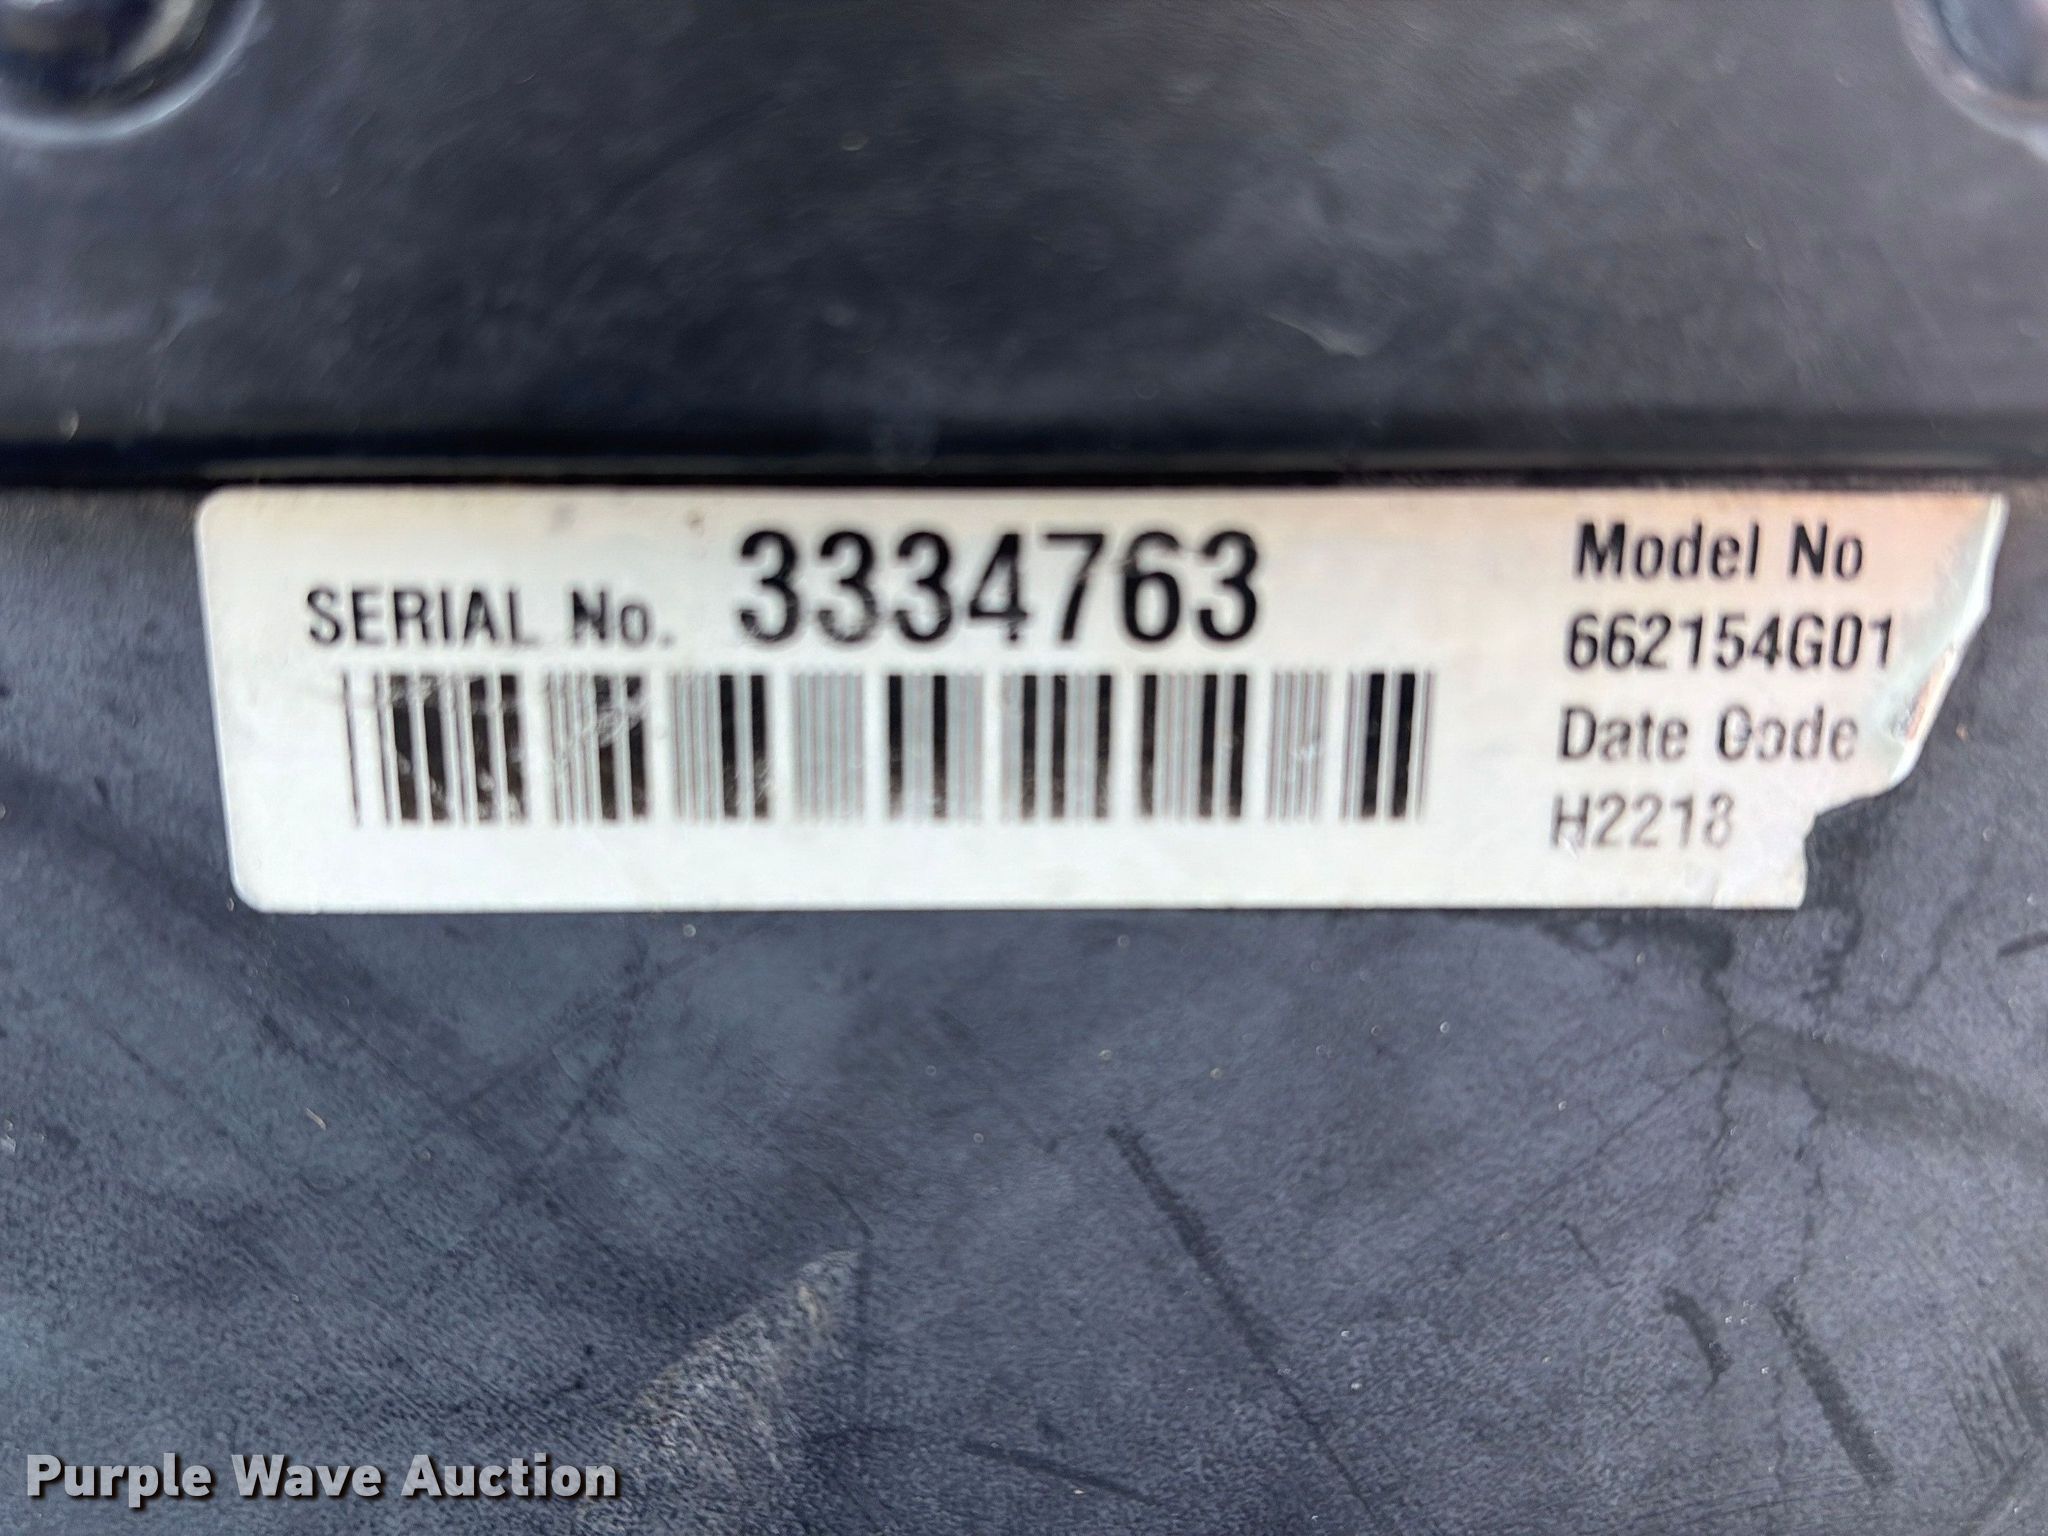 SERIAL No. 3334763
Model No
662154G01
Date Code
H2218
Purple Wave Auction